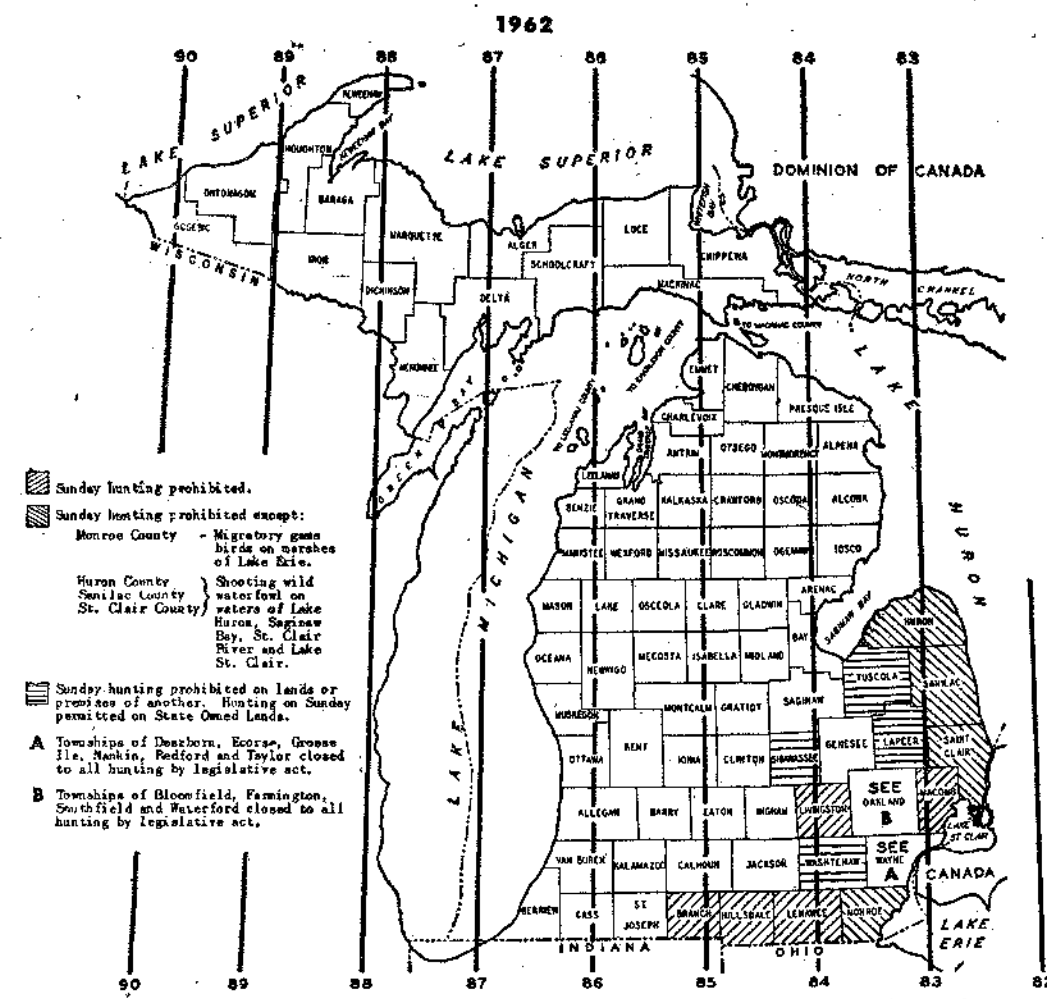 1962
90 89 88 87 86 85 84 83
LAKE SUPERIOR
KEWEENAW
KEWEENAW BAY
HOUGHTON
LAKE SUPERIOR
DOMINION OF CANADA
ONTONAGON
BARAGA
GOGEBIC
WISCONSIN
MARQUETTE
IRON
DICKINSON
ALGER
SCHOOLCRAFT
LUCE
WHITEFISH
BAY
CHIPPEWA
MACKINAC
DELTA
NORTH CHANNEL
TO MACKINAC COUNTY
TO CHARLEVOIX COUNTY
TO LEELANAU COUNTY
MENOMINEE
GREEN BAY
LAKE HURON
EMMET
CHEBOYGAN
PRESQUE ISLE
CHARLEVOIX
ANTRIM
OTSEGO
MONTMORENCY
ALPENA
LEELANAU
GRAND
TRAVERSE
BAY
BENZIE
GRAND
TRAVERSE
KALKASKA
CRAWFORD
OSCODA
ALCONA
MANISTEE
WEXFORD
MISSAUKEE
ROSCOMMON
OGEMAW
IOSCO
ARENAC
SAGINAW BAY
MASON
LAKE
OSCEOLA
CLARE
GLADWIN
BAY
HURON
OCEANA
NEWYGO
MECOSTA
ISABELLA
MIDLAND
TUSCOLA
SANILAC
LAKE MICHIGAN
MUSKEGON
MONTCALM
GRATIOT
SAGINAW
OTTAWA
KENT
IONIA
CLINTON
SHIAWASSEE
GENESEE
LAPEER
SAINT
CLAIR
ALLEGAN
BARRY
EATON
INGHAM
LIVINGSTON
SEE
OAKLAND
B
MACOMB
LAKE
ST CLAIR
VAN BUREN
KALAMAZOO
CALHOUN
JACKSON
WASHTENAW
SEE
WAYNE
A
CANADA
BERRIEN
CASS
ST
JOSEPH
BRANCH
HILLSDALE
LENAWEE
MONROE
LAKE
ERIE
INDIANA
OHIO
Sunday hunting prohibited.
Sunday hunting prohibited except:
Monroe County - Migratory game
birds on marshes
of Lake Erie.
Huron County } Shooting wild
Sanilac County } waterfowl on
St. Clair County } waters of Lake
Huron, Saginaw
Bay, St. Clair
River and Lake
St. Clair.
Sunday hunting prohibited on lands or
premises of another. Hunting on Sunday
permitted on State Owned Lands.
A Townships of Dearborn, Ecorse, Grosse
Ile, Nankin, Redford and Taylor closed
to all hunting by legislative act.
B Townships of Bloomfield, Farmington,
Southfield and Waterford closed to all
hunting by legislative act.
90 89 88 87 86 85 84 83 82